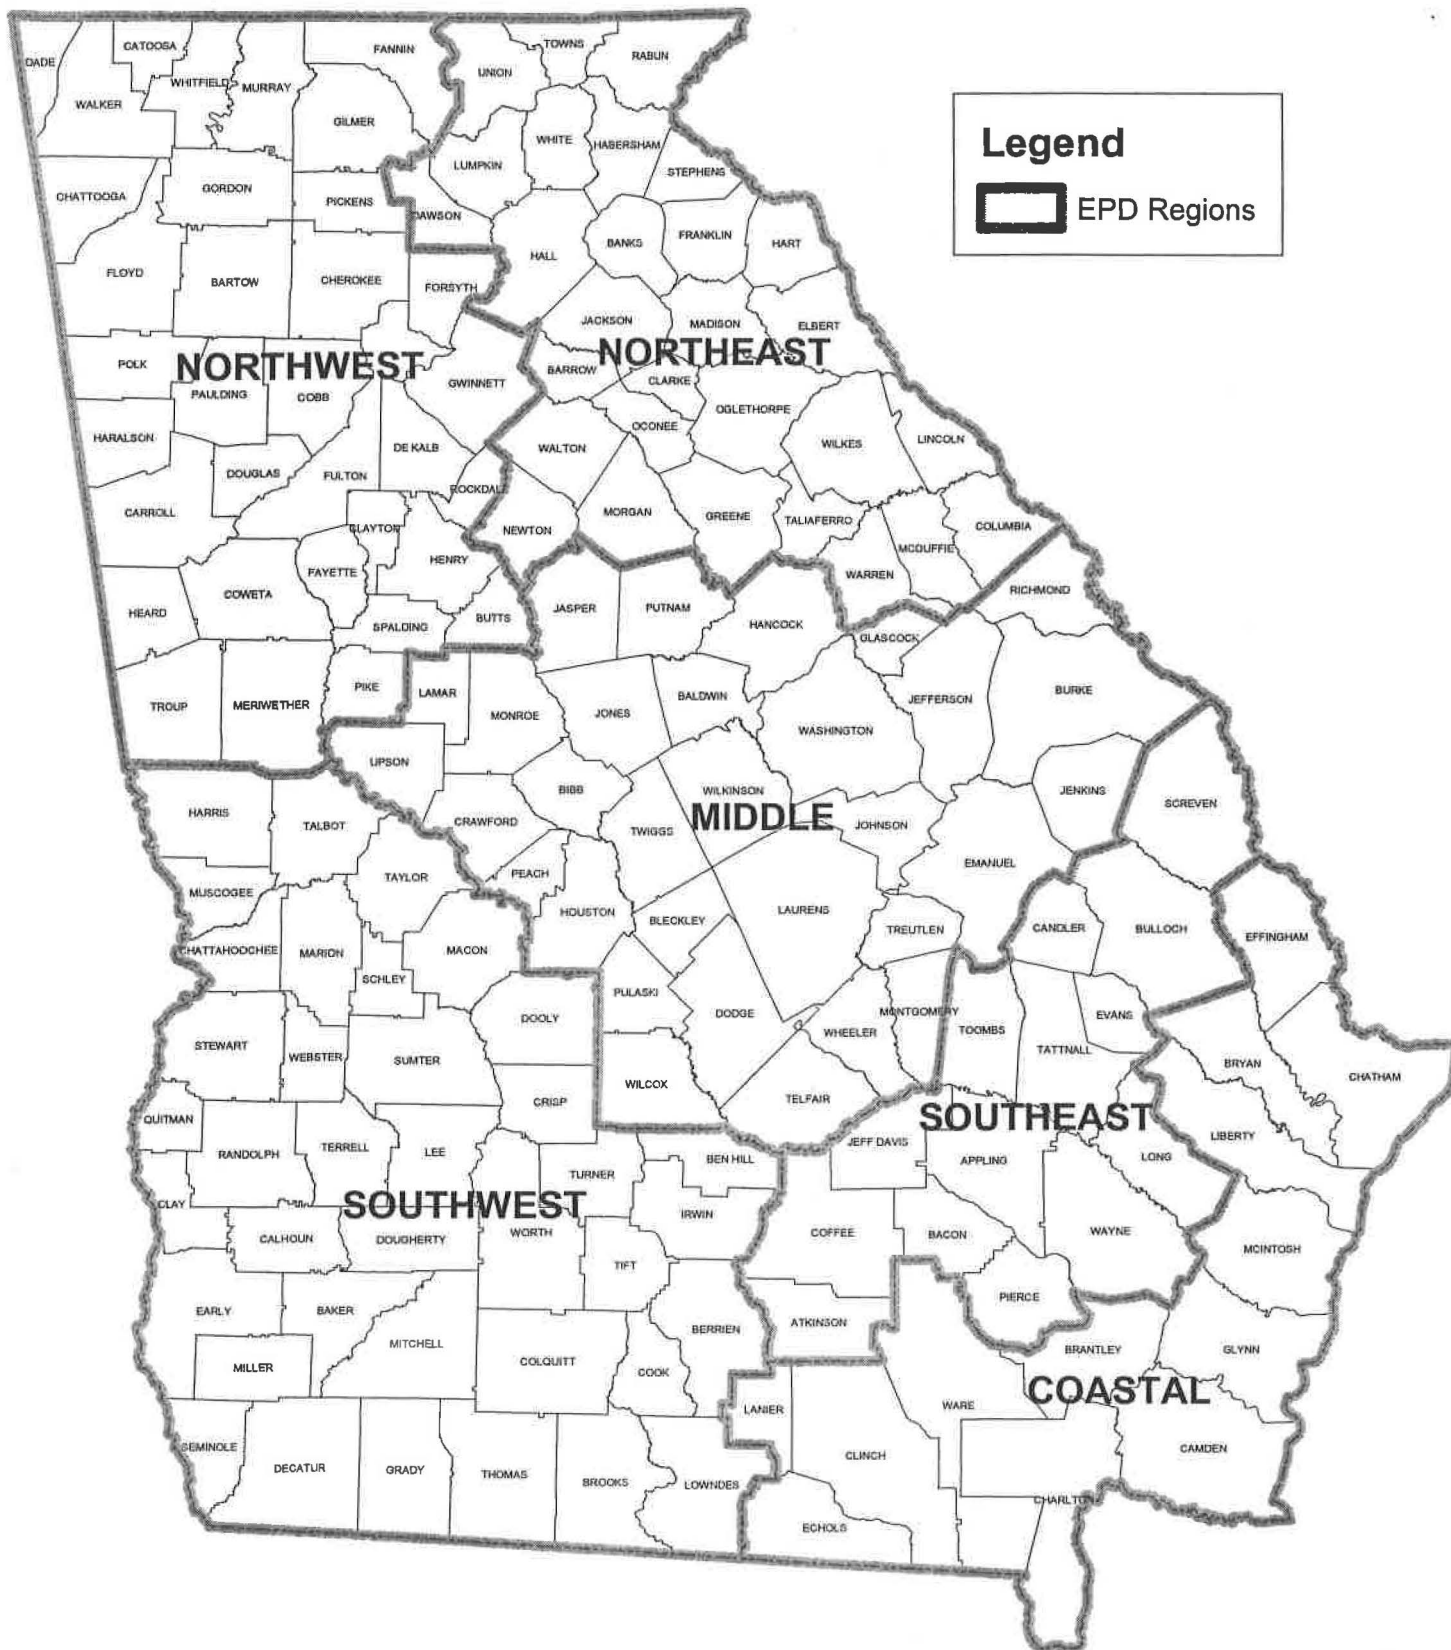 TOWNS
RABUN
FANNIN
CATOOSA
DADE
UNION
WHITFIELD
MURRAY
WALKER
GILMER
Legend
EPD Regions
WHITE
HABERSHAM
LUMPKIN
STEPHENS
CHATTOOGA
GORDON
PICKENS
DAWSON
BANKS
FRANKLIN
HART
HALL
FLOYD
BARTOW
CHEROKEE
FORSYTH
JACKSON
MADISON
ELBERT
NORTHWEST
NORTHEAST
POLK
BARROW
GWINNETT
CLARKE
PAULDING
COBB
OGLETHORPE
OCONEE
HARALSON
DE KALB
WALTON
WILKES
LINCOLN
DOUGLAS
FULTON
ROCKDALE
CARROLL
MORGAN
GREENE
TALIAFERRO
COLUMBIA
CLAYTON
NEWTON
MCDUFFIE
HENRY
FAYETTE
WARREN
RICHMOND
HEARD
COWETA
JASPER
PUTNAM
BUTTS
SPALDING
HANCOCK
GLASCOCK
PIKE
LAMAR
BALDWIN
BURKE
TROUP
MERIWETHER
JEFFERSON
MONROE
JONES
WASHINGTON
UPSON
BIBB
WILKINSON
JENKINS
SCREVEN
HARRIS
MIDDLE
TALBOT
CRAWFORD
TWIGGS
JOHNSON
EMANUEL
PEACH
TAYLOR
MUSCOGEE
HOUSTON
LAURENS
BLECKLEY
TREUTLEN
CANDLER
BULLOCH
EFFINGHAM
CHATTAHOOCHEE
MARION
MACON
SCHLEY
PULASKI
DODGE
MONTGOMERY
DOOLY
WHEELER
TOOMBS
EVANS
STEWART
WEBSTER
SUMTER
TATTNALL
BRYAN
CHATHAM
WILCOX
TELFAIR
CRISP
QUITMAN
SOUTHEAST
TERRELL
LEE
RANDOLPH
JEFF DAVIS
LIBERTY
BEN HILL
APPLING
LONG
TURNER
CLAY
SOUTHWEST
IRWIN
CALHOUN
DOUGHERTY
WORTH
COFFEE
BACON
WAYNE
MCINTOSH
TIFT
EARLY
BAKER
PIERCE
MITCHELL
BERRIEN
ATKINSON
BRANTLEY
GLYNN
MILLER
COLQUITT
COOK
COASTAL
LANIER
WARE
SEMINOLE
DECATUR
GRADY
THOMAS
BROOKS
LOWNDES
CLINCH
CAMDEN
CHARLTON
ECHOLS